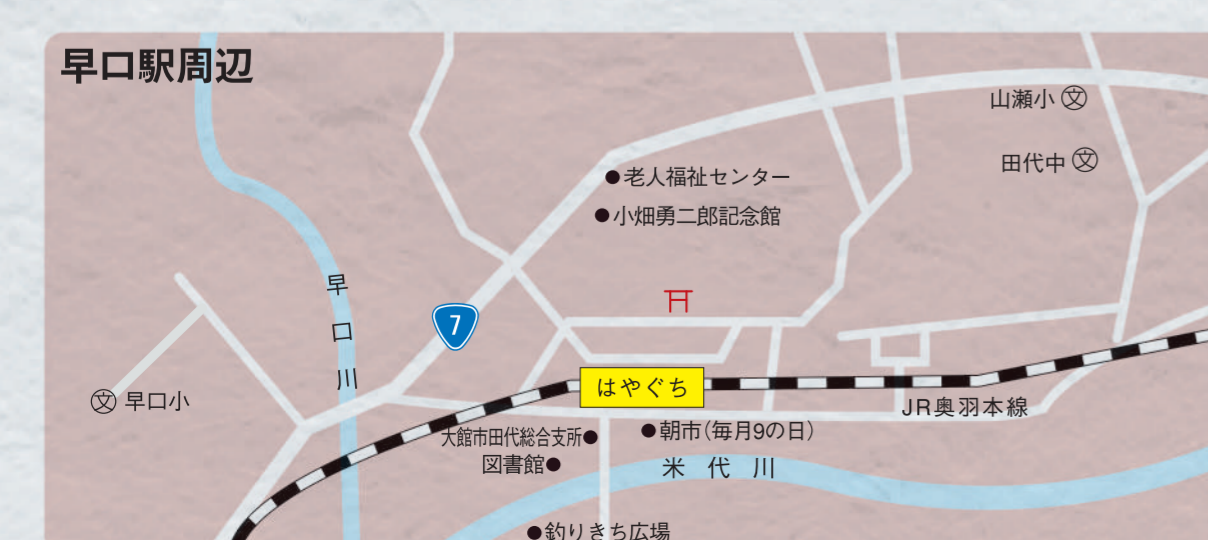 早口駅周辺
山瀬小 文
田代中 文
老人福祉センター
小畑勇二郎記念館
早口川
7
文 早口小
はやぐち
JR奥羽本線
大館市田代総合支所
朝市(毎月9の日)
図書館
米代川
釣りきち広場